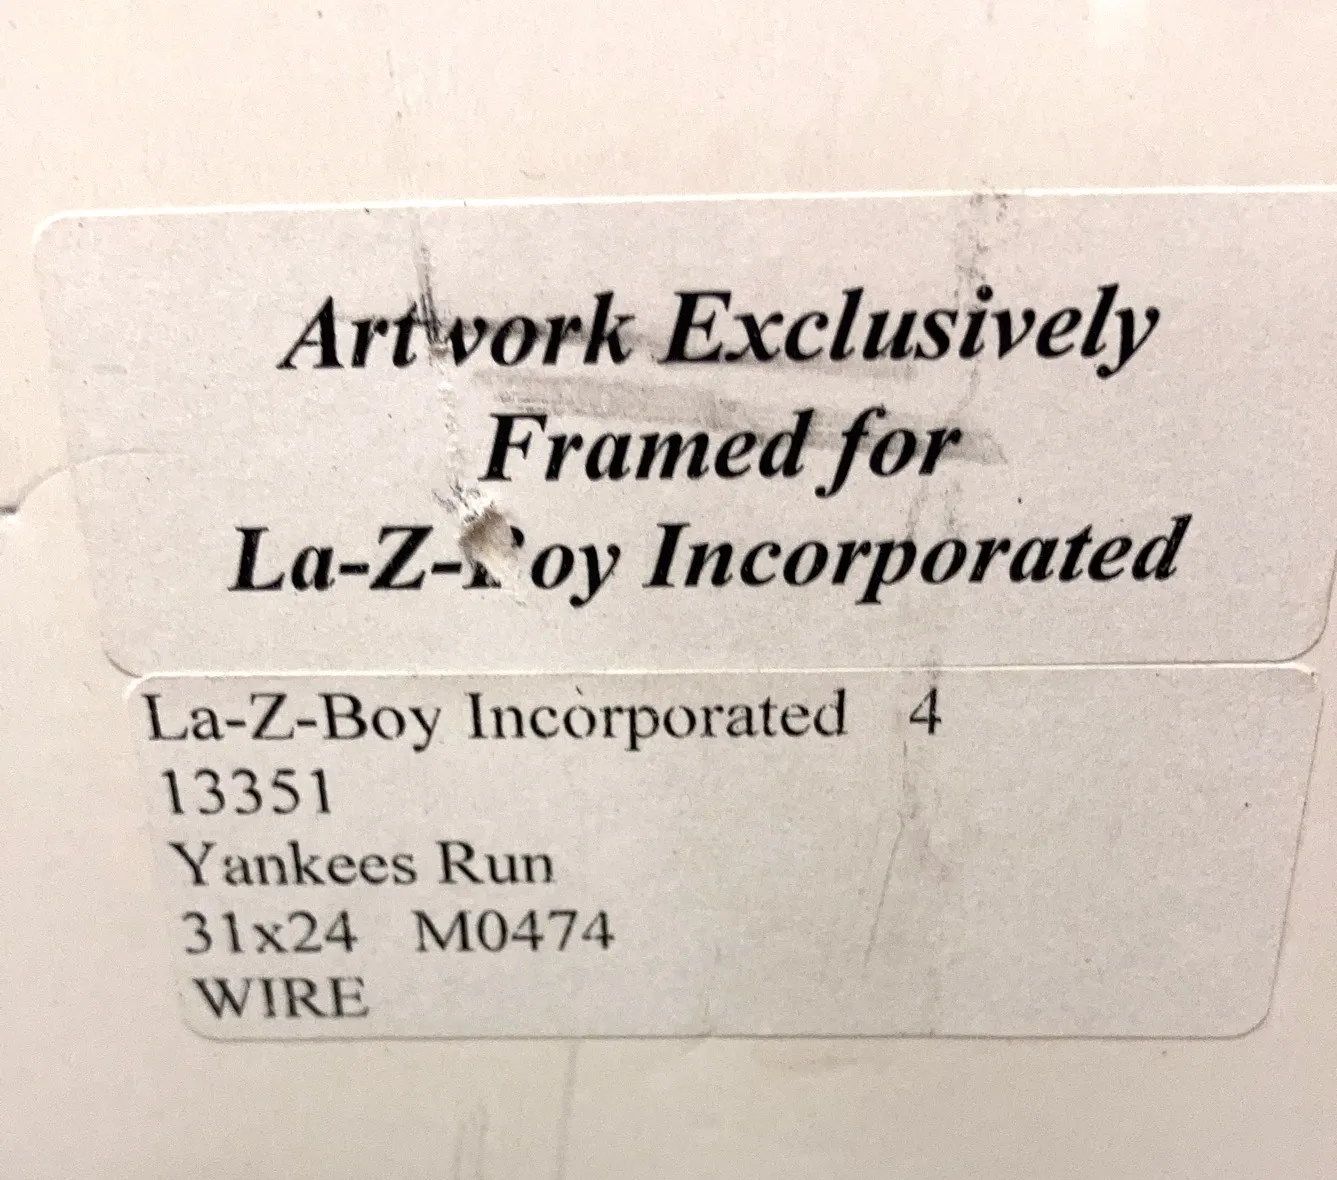 Artwork Exclusively
Framed for
La-Z-Boy Incorporated
La-Z-Boy Incorporated 4
13351
Yankees Run
31x24 M0474
WIRE